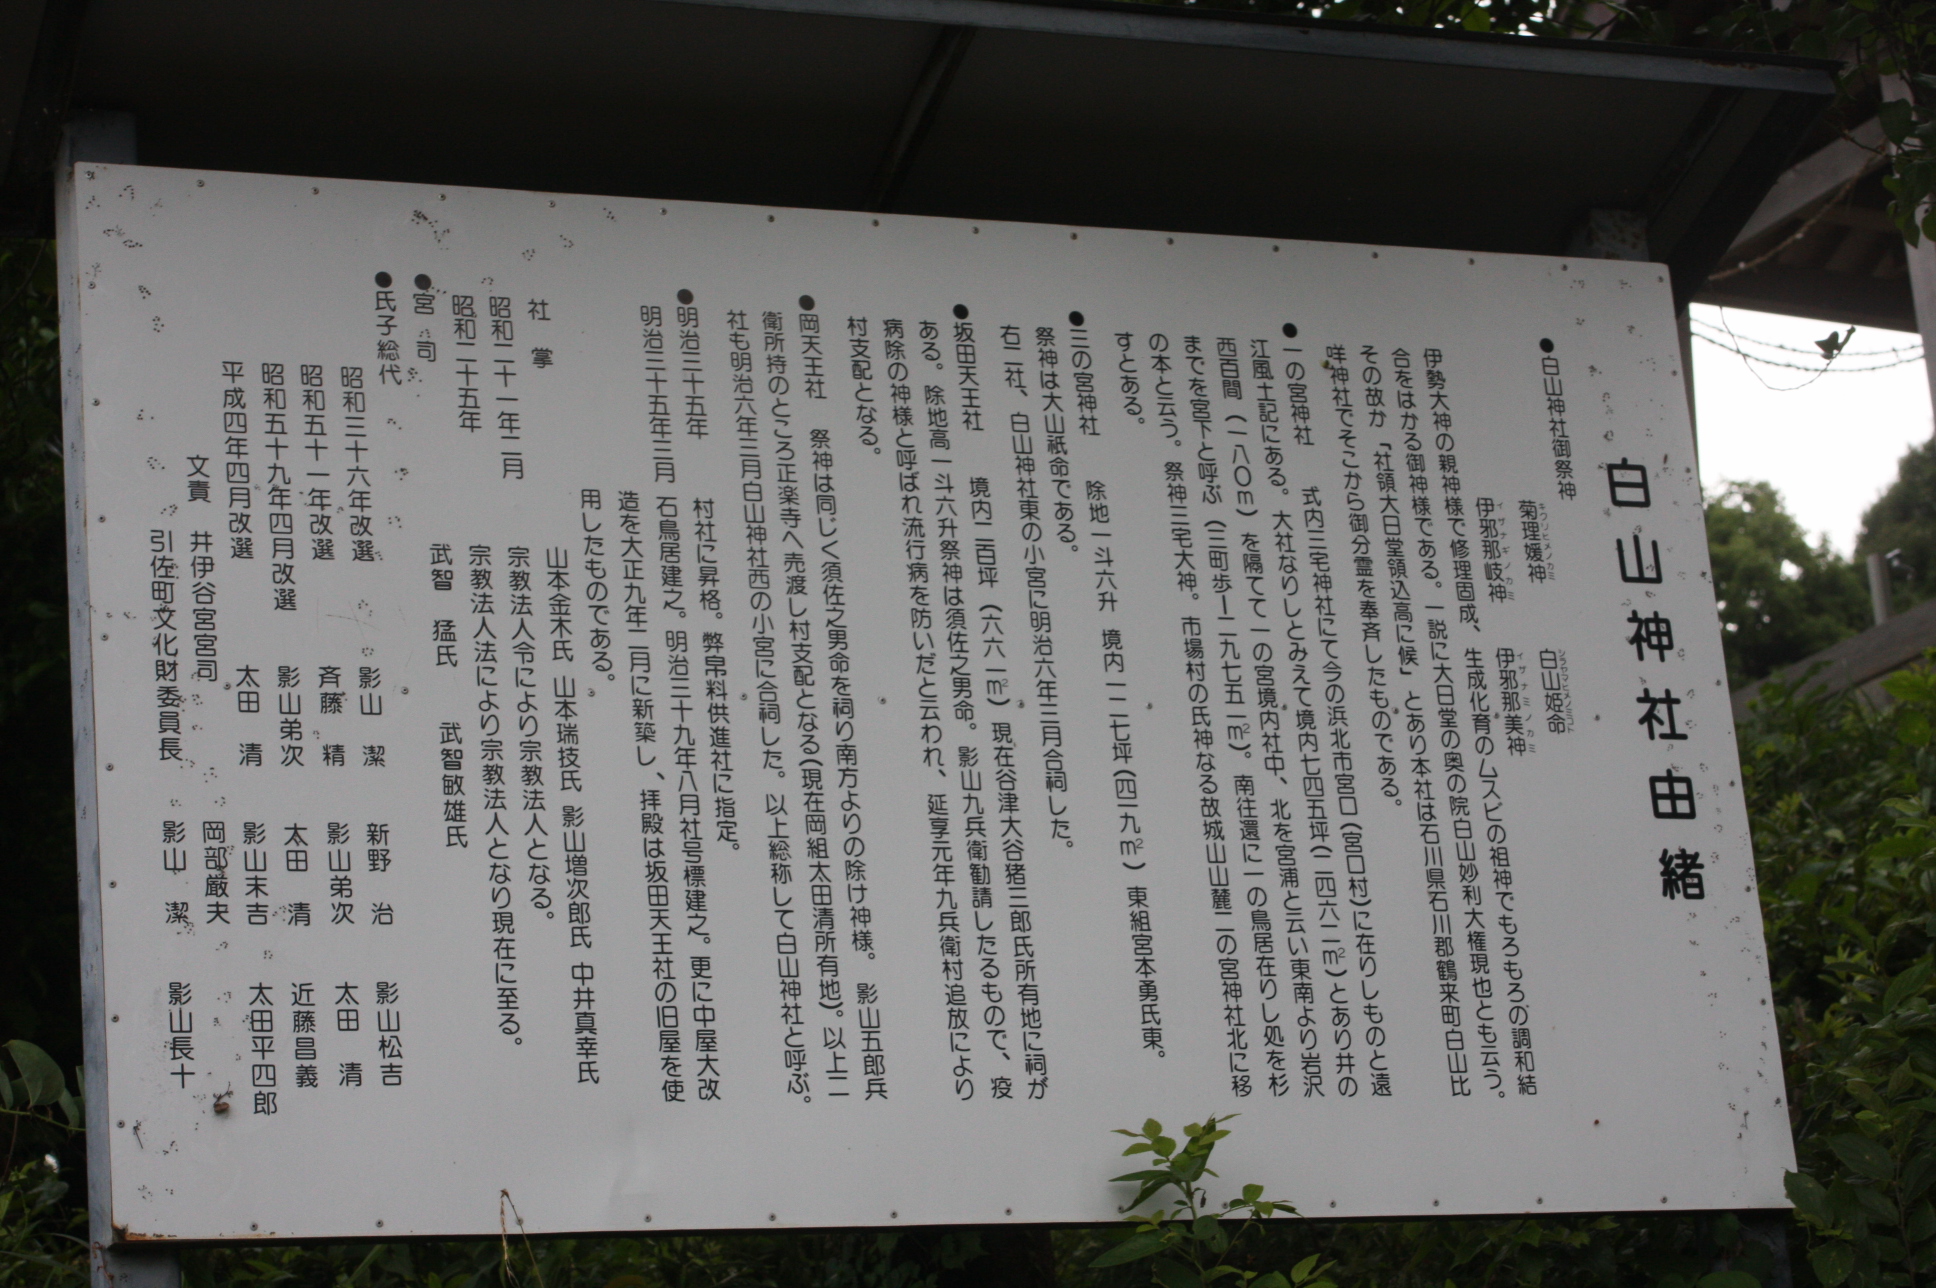 白山神社由緒
●白山神社御祭神
菊理媛神 白山姫命
キクリヒメノカミ シラヤマヒメノミコト
伊邪那岐神 伊邪那美神
イザナギノカミ イザナミノカミ
伊勢大神の親神様で修理固成、生成化育のムスビの祖神でもろもろの調和結
合をはかる御神様である。一説に大日堂の奥の院白山妙利大権現也とも云う。
その故か「社領大日堂領込高に候」とあり本社は石川県石川郡鶴来町白山比
咩神社でそこから御分霊を奉斉したものである。
●一の宮神社 式内三宅神社にて今の浜北市宮口(宮口村)に在りしものと遠
江風土記にある。大社なりしとみえて境内七四五坪(二四六二㎡)とあり井の
西百間(一八〇m)を隔てて一の宮境内社中、北を宮浦と云い東南より岩沢
までを宮下と呼ぶ(三町歩ー二九七五二㎡)。南往還に一の鳥居在りし処を杉
の本と云う。祭神三宅大神。市場村の氏神なる故城山山麓二の宮神社北に移
すとある。
●三の宮神社 除地一斗六升 境内一二七坪(四一九㎡) 東組宮本勇氏東。
祭神は大山祇命である。
右二社、白山神社東の小宮に明治六年三月合祠した。
●坂田天王社 境内二百坪(六六一㎡)現在谷津大谷猪三郎氏所有地に祠が
ある。除地高一斗六升祭神は須佐之男命。影山九兵衛勧請したるもので、疫
病除の神様と呼ばれ流行病を防いだと云われ、延享元年九兵衛村追放により
村支配となる。
●岡天王社 祭神は同じく須佐之男命を祠り南方よりの除け神様。影山五郎兵
衛所持のところ正楽寺へ売渡し村支配となる(現在岡組太田清所有地)。以上二
社も明治六年三月白山神社西の小宮に合祠した。以上総称して白山神社と呼ぶ。
●明治三十五年 村社に昇格。弊帛料供進社に指定。
明治三十五年三月 石鳥居建之。明治三十九年八月社号標建之。更に中屋大改
造を大正九年二月に新築し、拝殿は坂田天王社の旧屋を使
用したものである。
社掌 山本金木氏 山本瑞技氏 影山増次郎氏 中井真幸氏
昭和二十一年二月 宗教法人令により宗教法人となる。
昭和二十五年 宗教法人法により宗教法人となり現在に至る。
●宮司 武智 猛氏 武智敏雄氏
●氏子総代
昭和三十六年改選 影山 潔 新野 治 影山松吉
昭和五十一年改選 斉藤 精 影山弟次 太田 清
昭和五十九年四月改選 影山弟次 太田 清 近藤昌義
平成四年四月改選 太田 清 影山末吉 太田平四郎
文責 井伊谷宮宮司 岡部巌夫
引佐町文化財委員長 影山 潔 影山長十